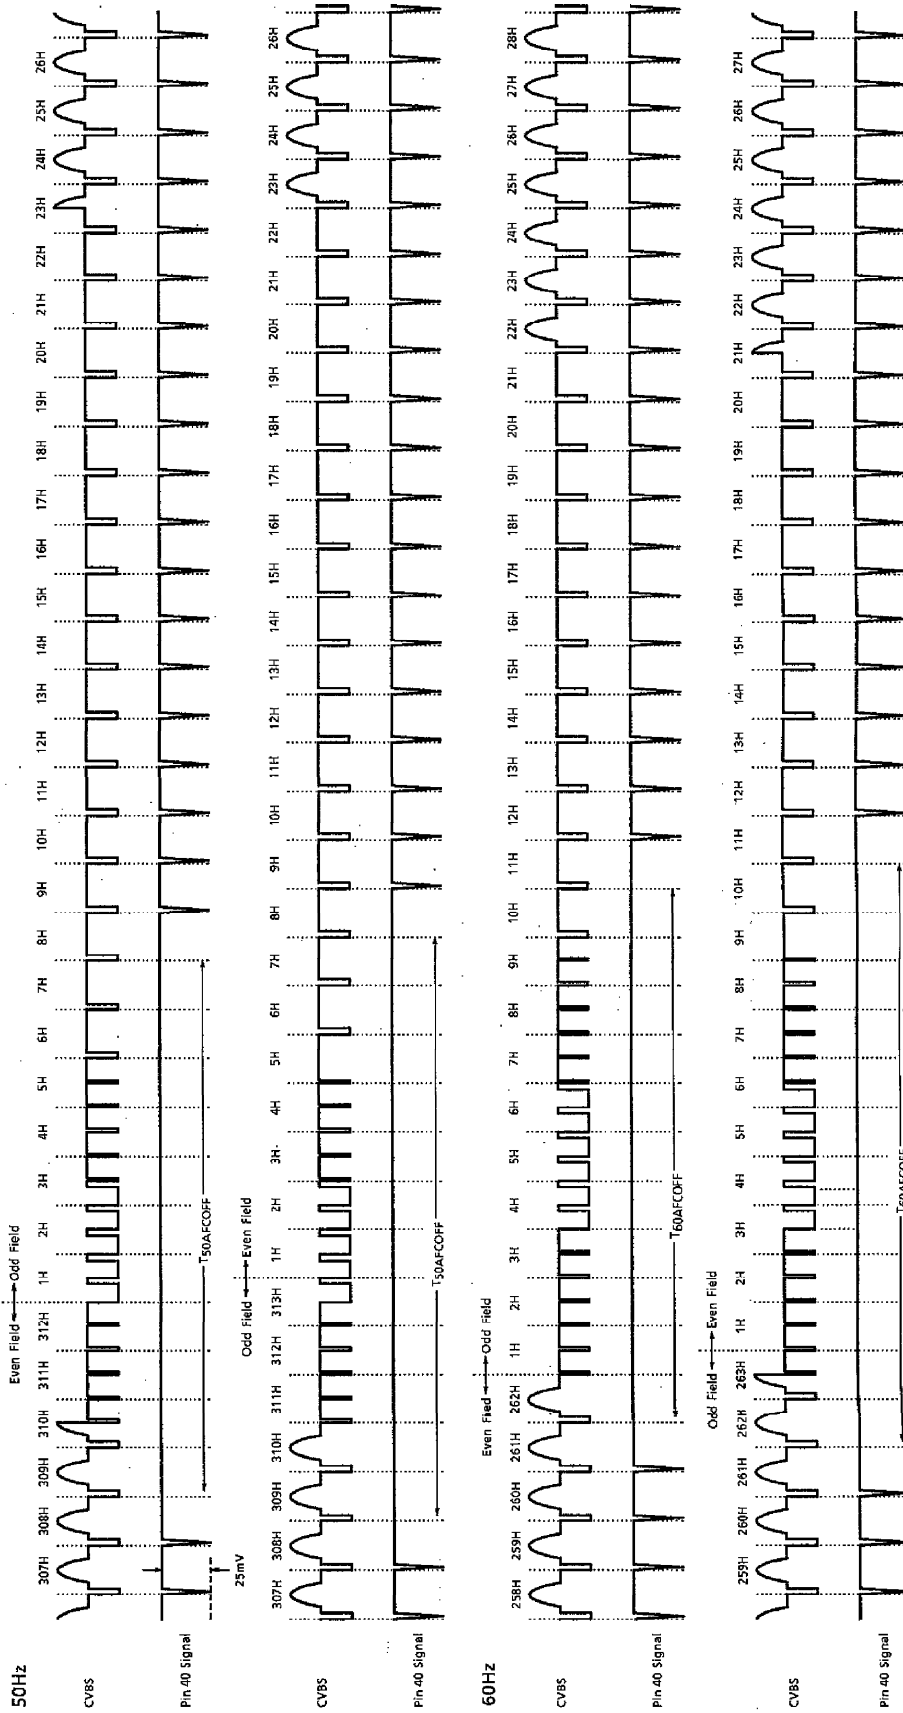 50Hz
Even Field ↔ Odd Field
307H 308H 309H 310H 311H 312H 1H 2H 3H 4H 5H 6H 7H 8H 9H 10H 11H 12H 13H 14H 15H 16H 17H 18H 19H 20H 21H 22H 23H 24H 25H 26H
CVBS
T50AFCOFF
Pin 40 Signal
25mV
Odd Field ↔ Even Field
307H 308H 309H 310H 311H 312H 313H 1H 2H 3H 4H 5H 6H 7H 8H 9H 10H 11H 12H 13H 14H 15H 16H 17H 18H 19H 20H 21H 22H 23H 24H 25H 26H
CVBS
T50AFCOFF
Pin 40 Signal
60Hz
Even Fied ↔ Odd Field
258H 259H 260H 261H 262H 1H 2H 3H 4H 5H 6H 7H 8H 9H 10H 11H 12H 13H 14H 15H 16H 17H 18H 19H 20H 21H 22H 23H 24H 25H 26H 27H 28H
CVBS
T60AFCOFF
Pin 40 Signal
Odd Field ↔ Even Field
259H 260H 261H 262H 263H 1H 2H 3H 4H 5H 6H 7H 8H 9H 10H 11H 12H 13H 14H 15H 16H 17H 18H 19H 20H 21H 22H 23H 24H 25H 26H 27H
CVBS
T60AFCOFF
Pin 40 Signal